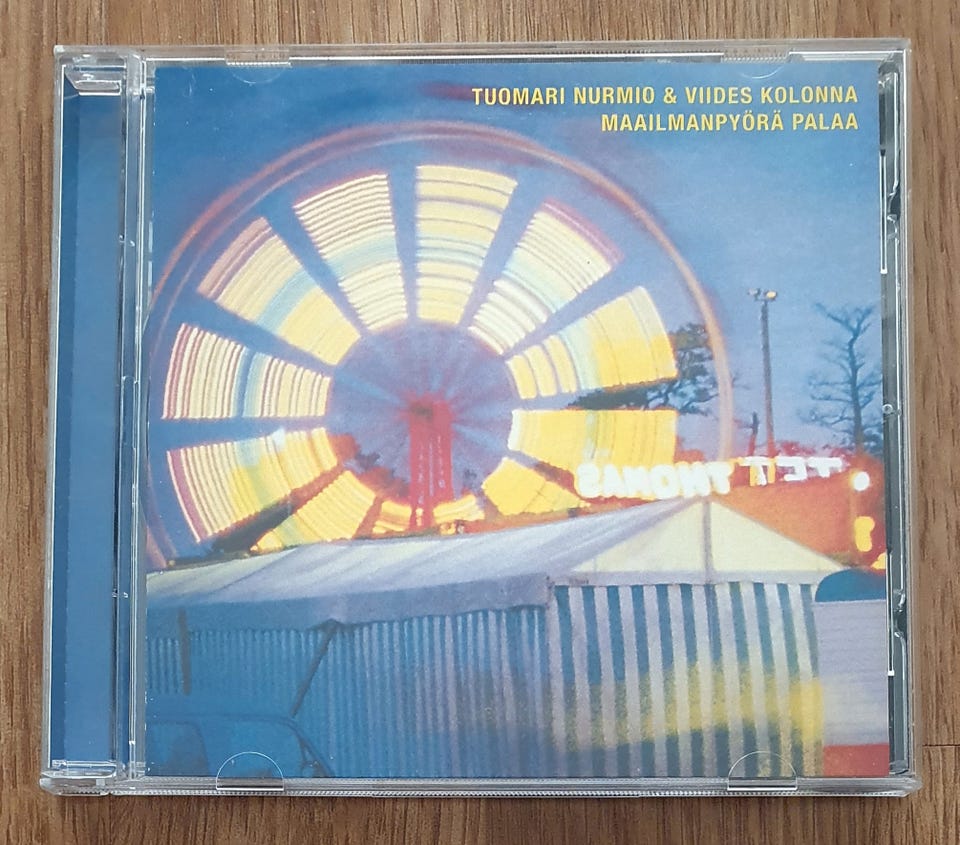 TUOMARI NURMIO & VIIDES KOLONNA
MAAILMANPYÖRÄ PALAA